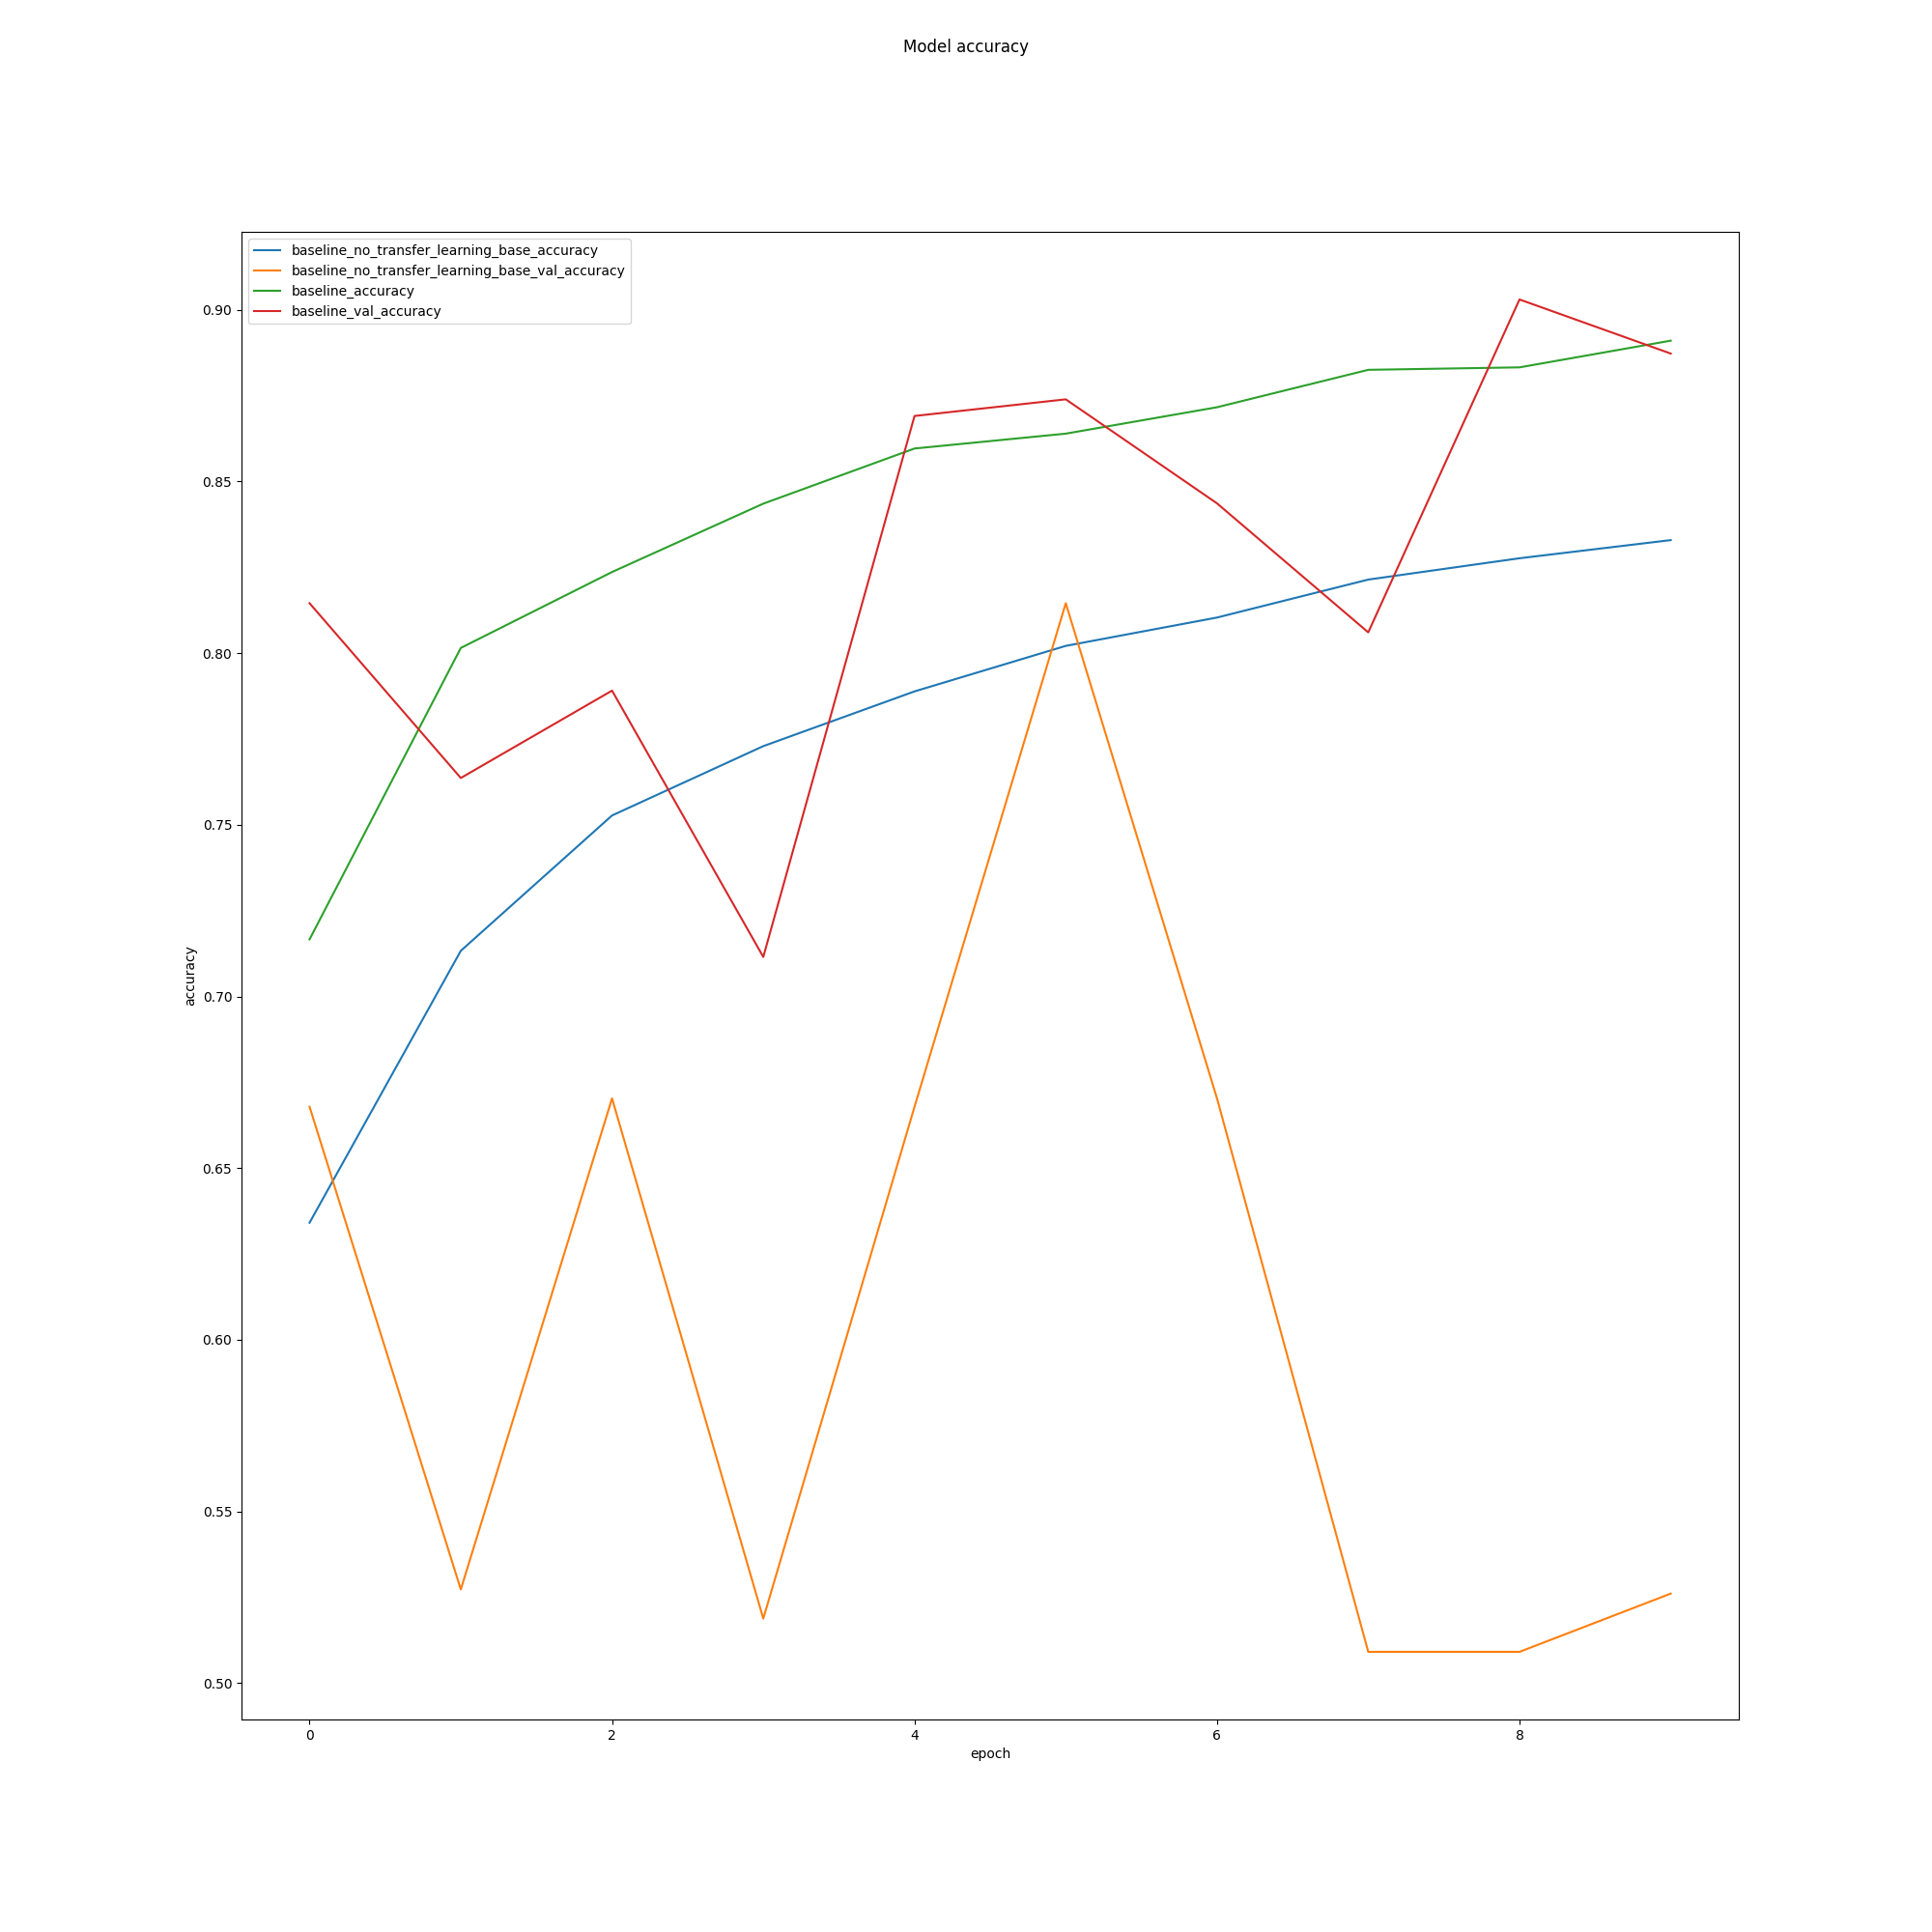 Model accuracy
baseline_no_transfer_learning_base_accuracy
baseline_no_transfer_learning_base_val_accuracy
baseline_accuracy
baseline_val_accuracy
0.90
0.85
0.80
0.75
0.70
0.65
0.60
0.55
0.50
accuracy
0 2 4 6 8
epoch